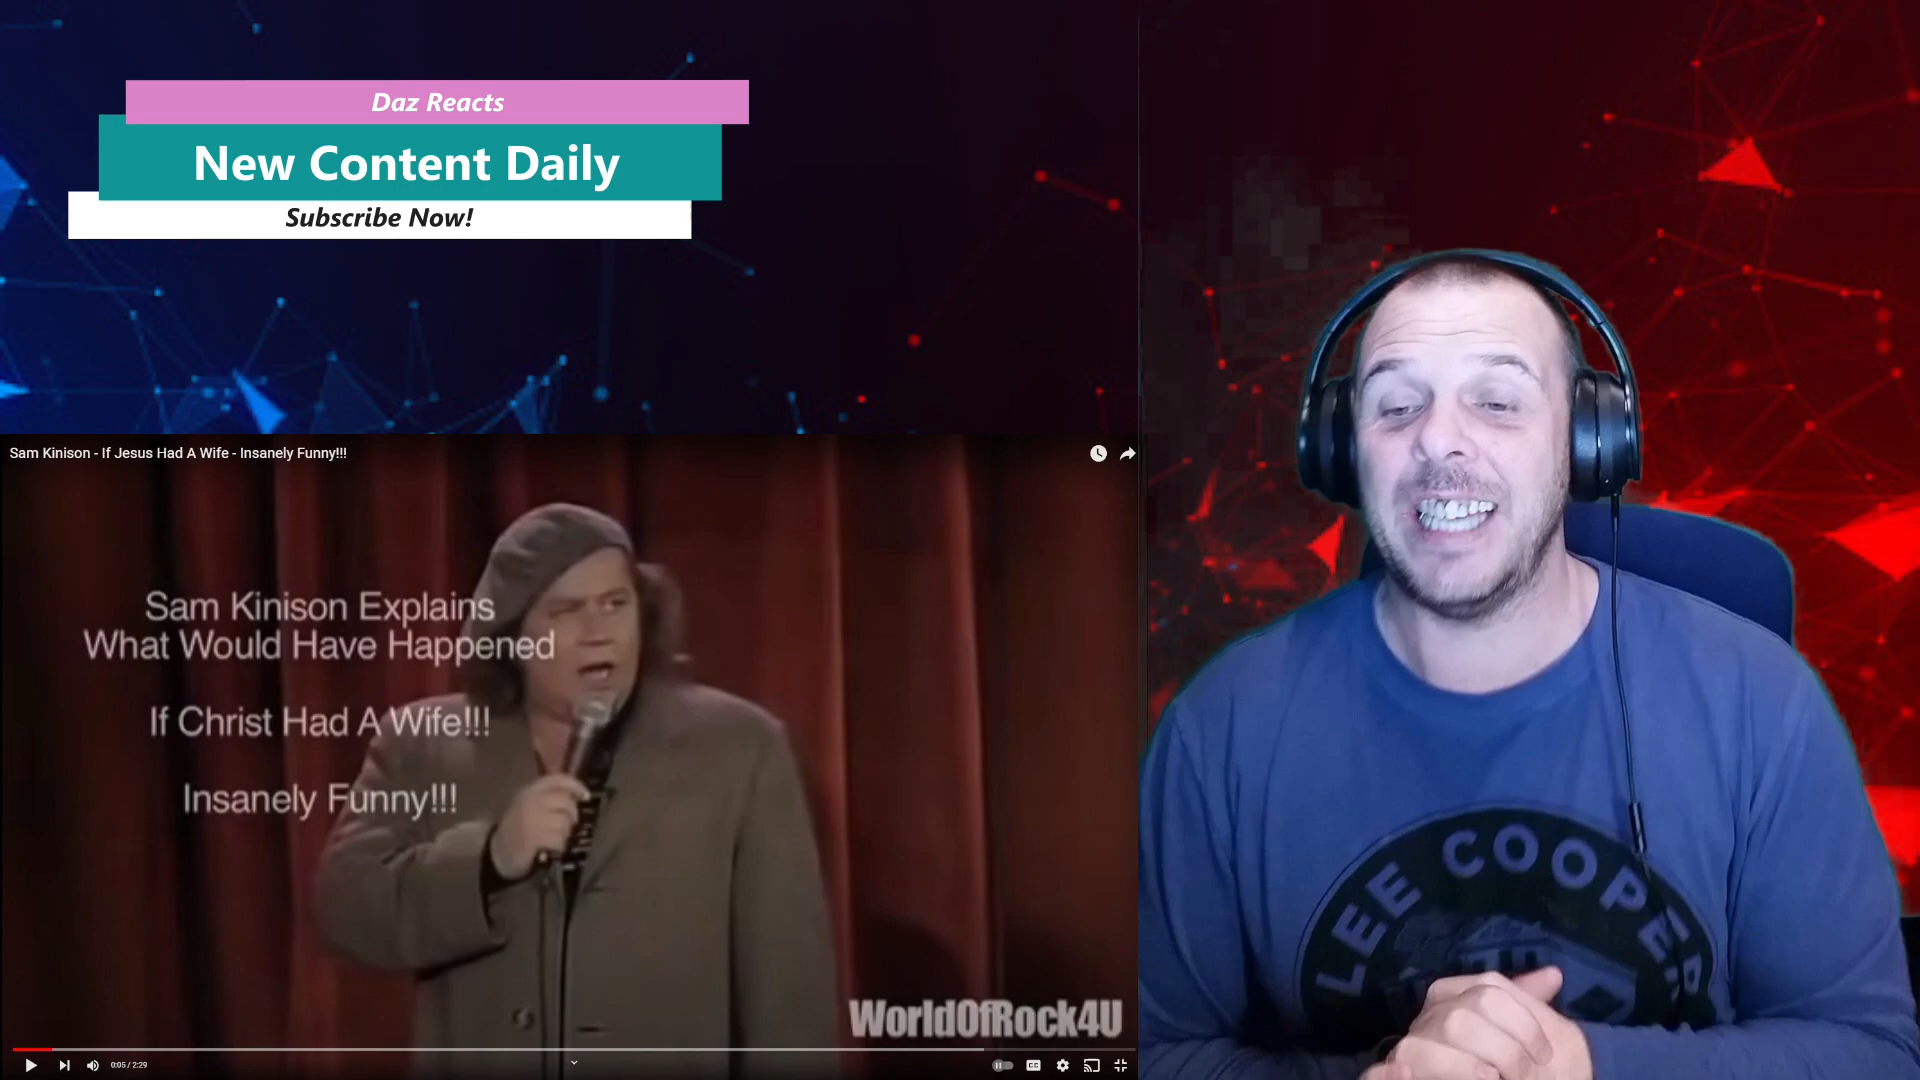 Daz Reacts
New Content Daily
Subscribe Now!
Sam Kinison - If Jesus Had A Wife - Insanely Funny!!!
Sam Kinison Explains
What Would Have Happened
If Christ Had A Wife!!!
Insanely Funny!!!
WorldOfRock4U
0:05 / 2:29
CC
LEE COOPER